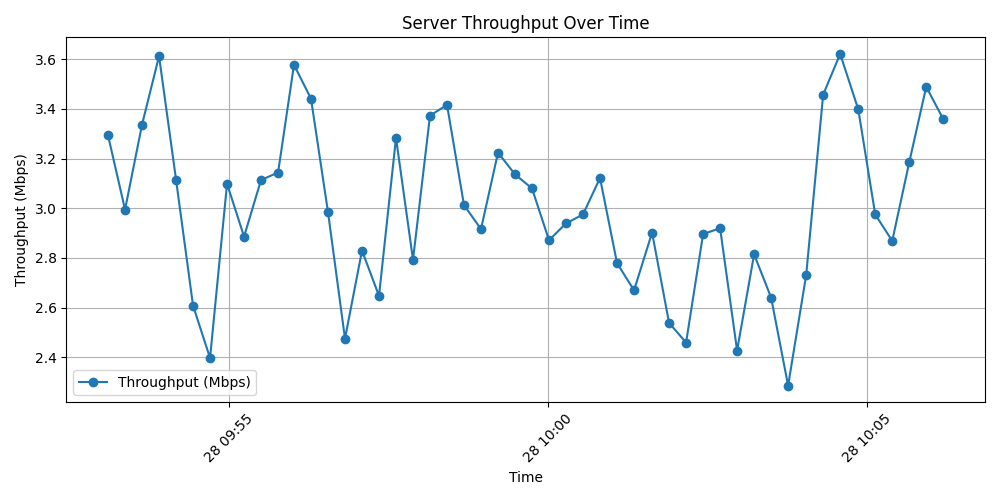 Server Throughput Over Time
Throughput (Mbps)
3.6
3.4
3.2
3.0
2.8
2.6
2.4
Throughput (Mbps)
28 09:55
28 10:00
28 10:05
Time